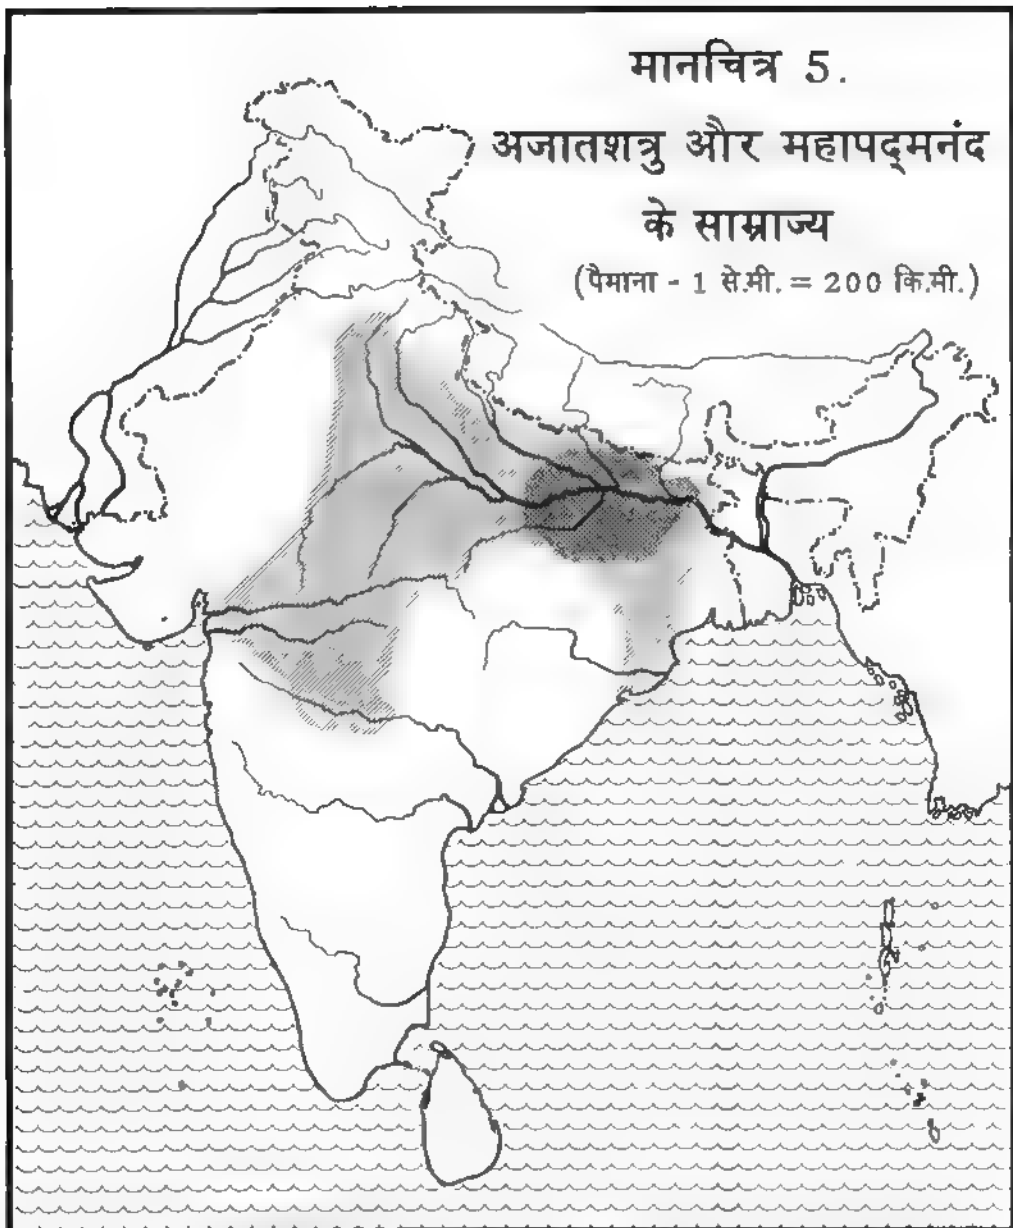 मानचित्र 5.
अजातशत्रु और महापद्मनंद
के साम्राज्य
(पैमाना - 1 से.मी. = 200 कि.मी.)